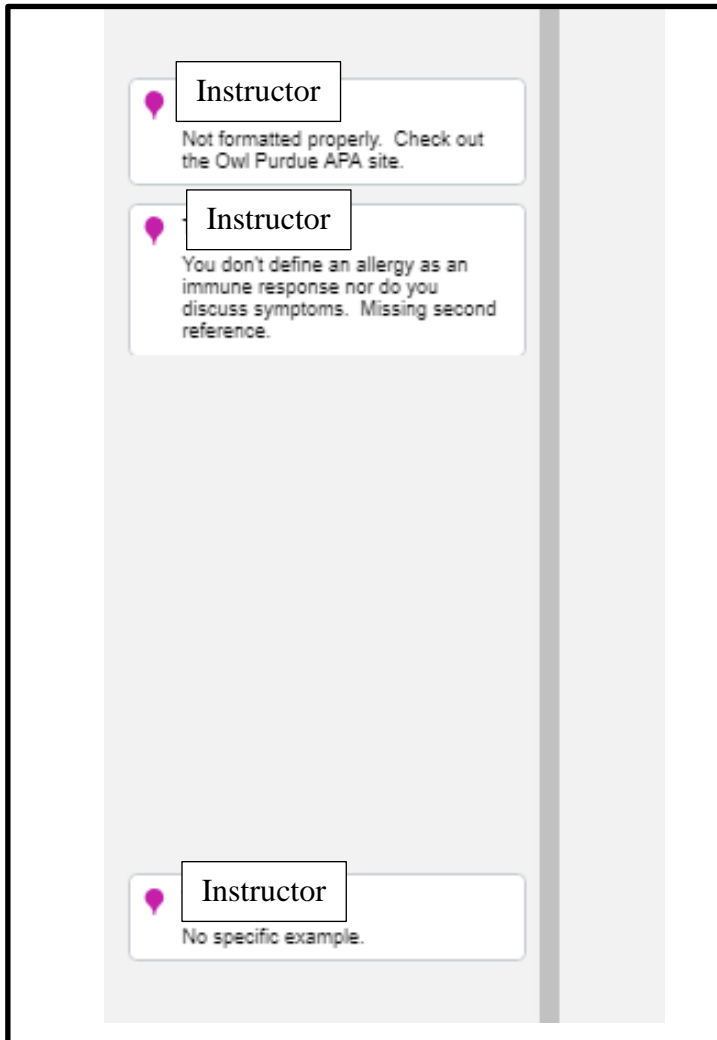 Instructor
Not formatted properly.  Check out
the Owl Purdue APA site.
Instructor
You don't define an allergy as an
immune response nor do you
discuss symptoms.  Missing second
reference.
Instructor
No specific example.